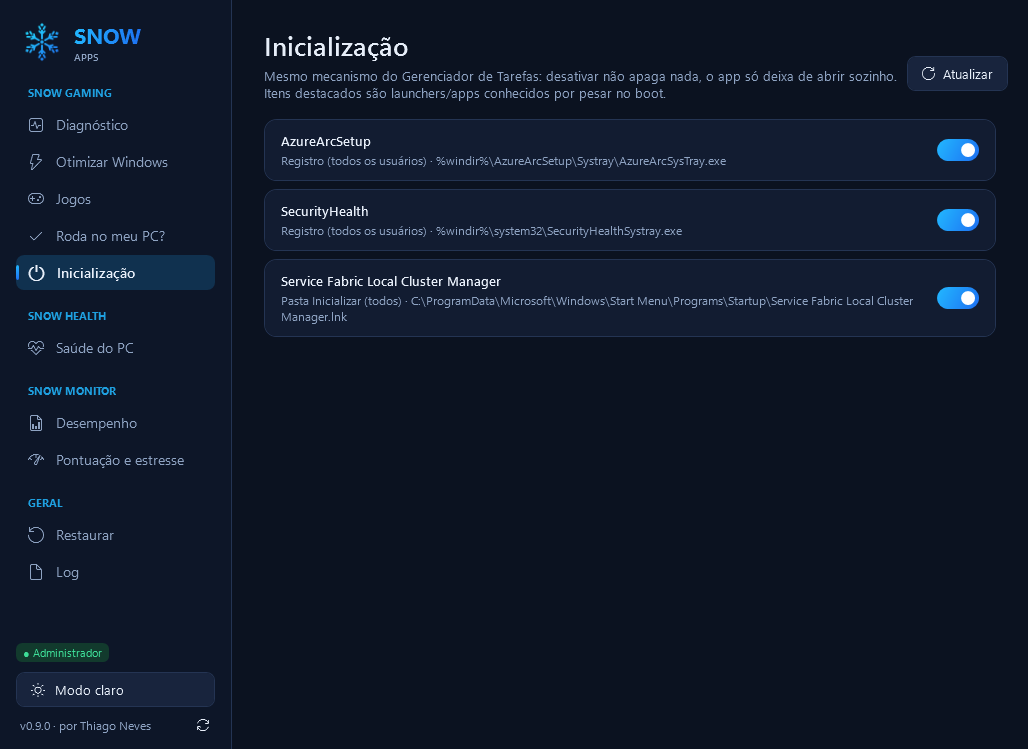 SNOW
APPS
SNOW GAMING
Diagnóstico
Otimizar Windows
Jogos
Roda no meu PC?
Inicialização
SNOW HEALTH
Saúde do PC
SNOW MONITOR
Desempenho
Pontuação e estresse
GERAL
Restaurar
Log
Administrador
Modo claro
v0.9.0 · por Thiago Neves
Inicialização
Mesmo mecanismo do Gerenciador de Tarefas: desativar não apaga nada, o app só deixa de abrir sozinho.
Itens destacados são launchers/apps conhecidos por pesar no boot.
Atualizar
AzureArcSetup
Registro (todos os usuários) · %windir%\AzureArcSetup\Systray\AzureArcSysTray.exe
SecurityHealth
Registro (todos os usuários) · %windir%\system32\SecurityHealthSystray.exe
Service Fabric Local Cluster Manager
Pasta Inicializar (todos) · C:\ProgramData\Microsoft\Windows\Start Menu\Programs\Startup\Service Fabric Local Cluster
Manager.lnk